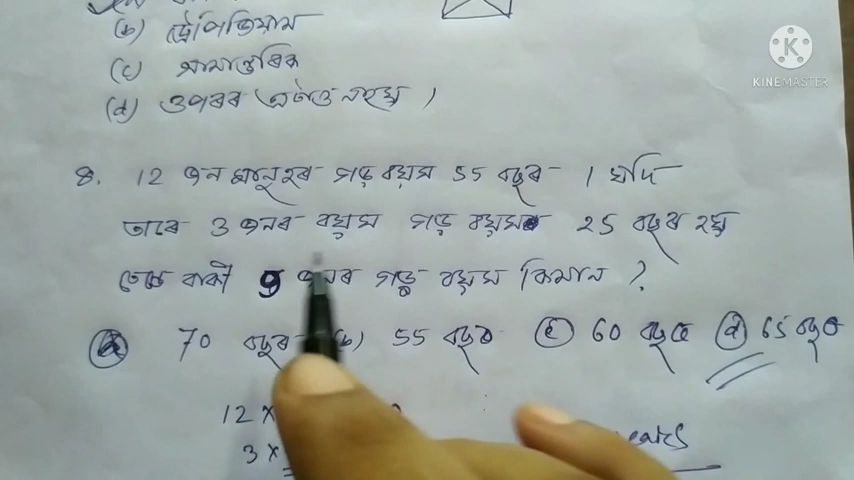 (b) ট্ৰেপিজিয়াম
(c) সামান্তৰিক
(d) ওপৰৰ এটাও নহয় ।
KINEMASTER
8. 12 জন মানুহৰ গড় বয়স 55 বছৰ । যদি
তাৰে 3 জনৰ বয়স গড় বয়স 25 বছৰ হয়
তেন্তে বাকী 9 জনৰ গড় বয়স কিমান ?
70 বছৰ (b) 55 বছৰ (c) 60 বছৰ (d) 65 বছৰ
12 ×
3 ×